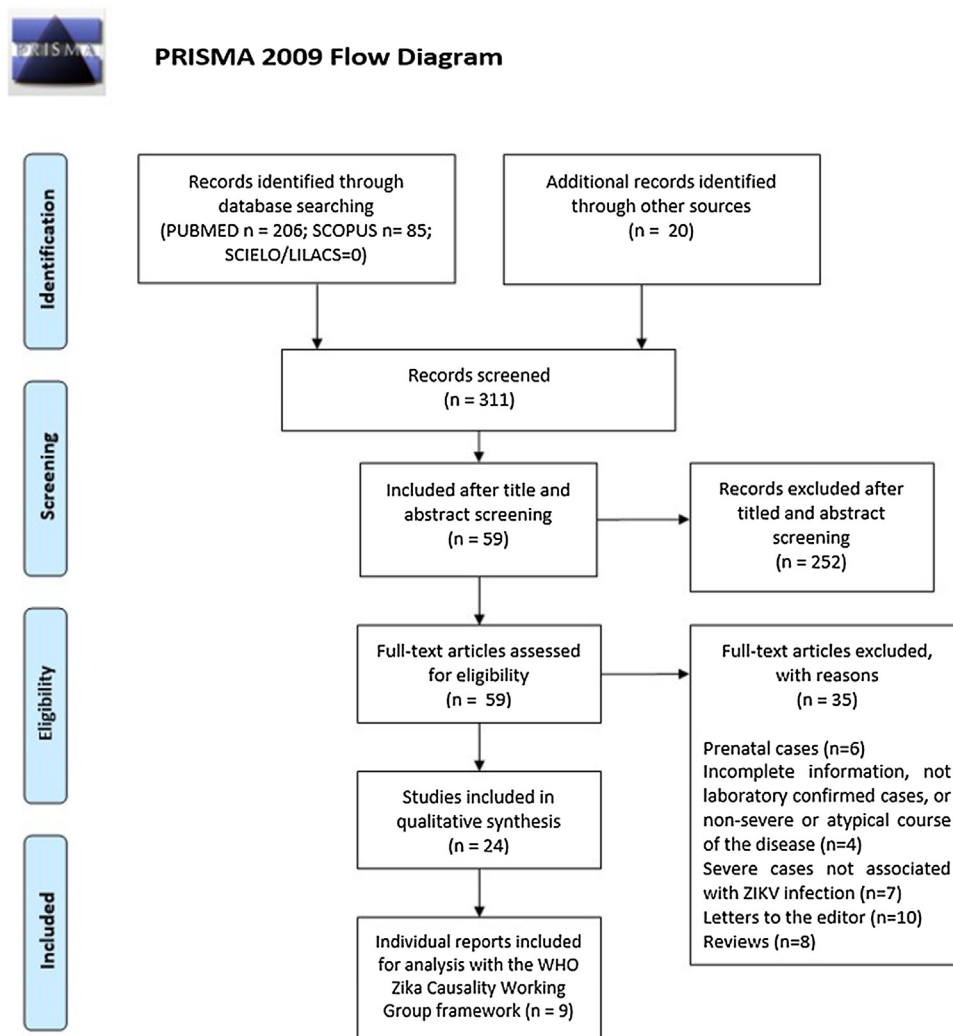 PRISMA
PRISMA 2009 Flow Diagram
Identification
Records identified through
database searching
(PUBMED n = 206; SCOPUS n= 85;
SCIELO/LILACS=0)
Additional records identified
through other sources
(n = 20)
Records screened
(n = 311)
Screening
Included after title and
abstract screening
(n = 59)
Records excluded after
titled and abstract
screening
(n = 252)
Eligibility
Full-text articles assessed
for eligibility
(n = 59)
Full-text articles excluded,
with reasons
(n = 35)
Prenatal cases (n=6)
Incomplete information, not
laboratory confirmed cases, or
non-severe or atypical course
of the disease (n=4)
Severe cases not associated
with ZIKV infection (n=7)
Letters to the editor (n=10)
Reviews (n=8)
Studies included in
qualitative synthesis
(n = 24)
Included
Individual reports included
for analysis with the WHO
Zika Causality Working
Group framework (n = 9)